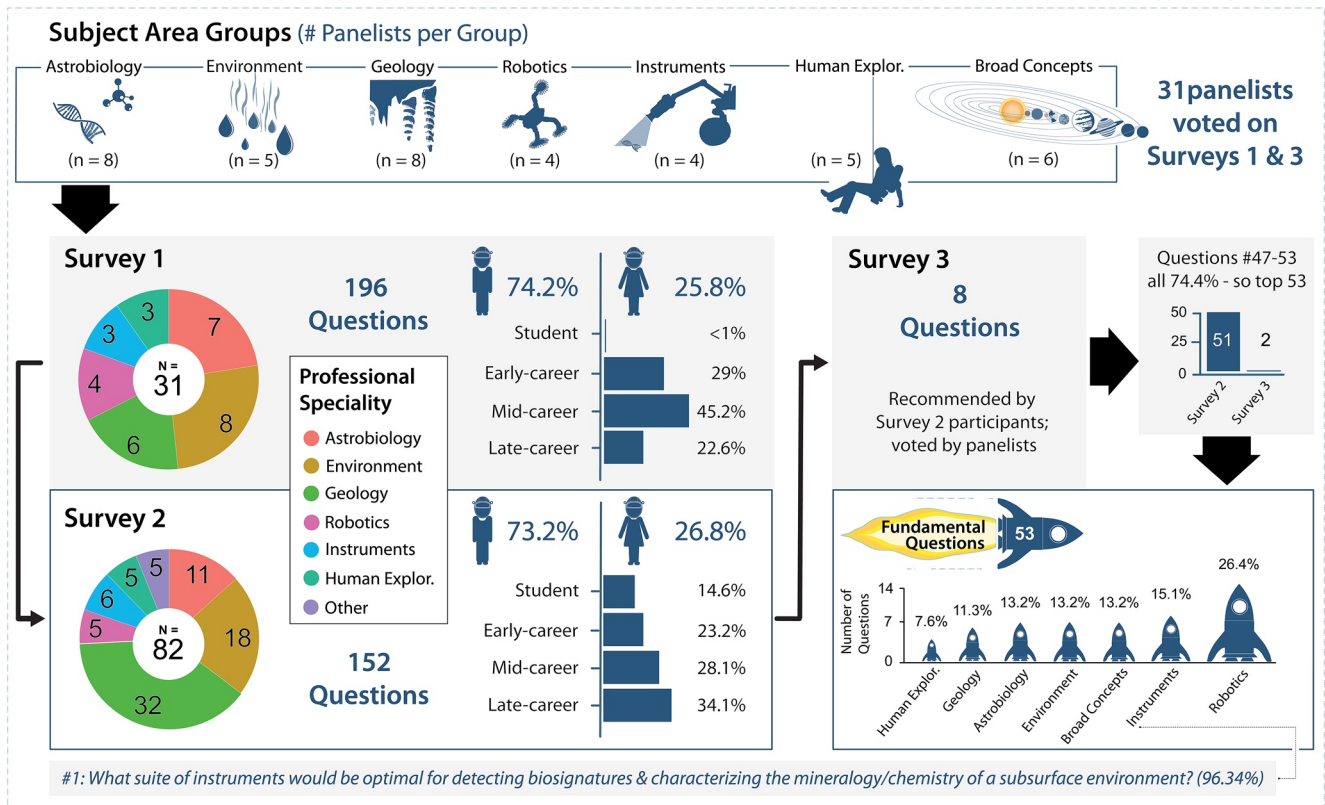 Subject Area Groups (# Panelists per Group)
Astrobiology
Environment
Geology
Robotics
Instruments
Human Explor.
Broad Concepts
(n = 8)
(n = 5)
(n = 8)
(n = 4)
(n = 4)
(n = 5)
(n = 6)
31panelists
voted on
Surveys 1 & 3
Survey 1
7
8
6
4
3
3
N =
31
196
Questions
74.2%
25.8%
Student
<1%
Early-career
29%
Mid-career
45.2%
Late-career
22.6%
Professional
Speciality
Astrobiology
Environment
Geology
Robotics
Instruments
Human Explor.
Other
Survey 2
11
18
32
5
6
5
5
N =
82
152
Questions
73.2%
26.8%
Student
14.6%
Early-career
23.2%
Mid-career
28.1%
Late-career
34.1%
Survey 3
8
Questions
Recommended by
Survey 2 participants;
voted by panelists
Questions #47-53
all 74.4% - so top 53
50
25
0
51
2
Survey 2
Survey 3
Fundamental
Questions
53
Number of
Questions
14
7
0
7.6%
11.3%
13.2%
13.2%
13.2%
15.1%
26.4%
Human Explor.
Geology
Astrobiology
Environment
Broad Concepts
Instruments
Robotics
#1: What suite of instruments would be optimal for detecting biosignatures & characterizing the mineralogy/chemistry of a subsurface environment? (96.34%)